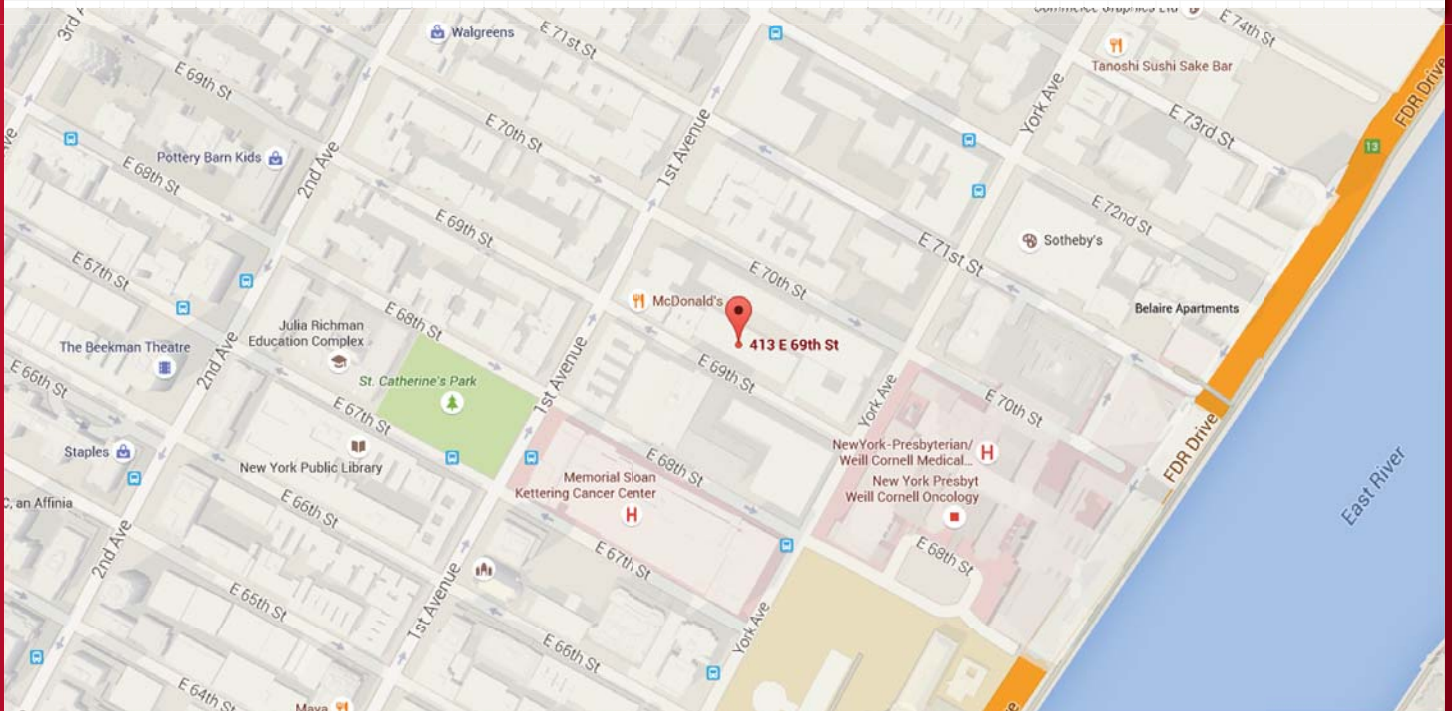 Commerce Graphics Ltd
E 74th St
3rd A
Walgreens
E 71st St
Tanoshi Sushi Sake Bar
FDR Drive
E 69th St
York Ave
E 73rd St
E 70th St
1st Avenue
13
Pottery Barn Kids
2nd Ave
E 68th St
E 72nd St
E 69th St
E 71st St
Sotheby's
E 67th St
E 70th St
McDonald's
Belaire Apartments
E 68th St
Julia Richman
Education Complex
413 E 69th St
The Beekman Theatre
2nd Ave
E 69th St
E 66th St
St. Catherine's Park
1st Avenue
York Ave
E 70th St
E 67th St
NewYork-Presbyterian/
Weill Cornell Medical...
FDR Drive
Staples
New York Public Library
E 68th St
Memorial Sloan
Kettering Cancer Center
New York Presbyt
Weill Cornell Oncology
East River
C, an Affinia
E 66th St
2nd Ave
E 67th St
E 68th St
E 65th St
1st Avenue
York Ave
E 66th St
E 64th St
Maya